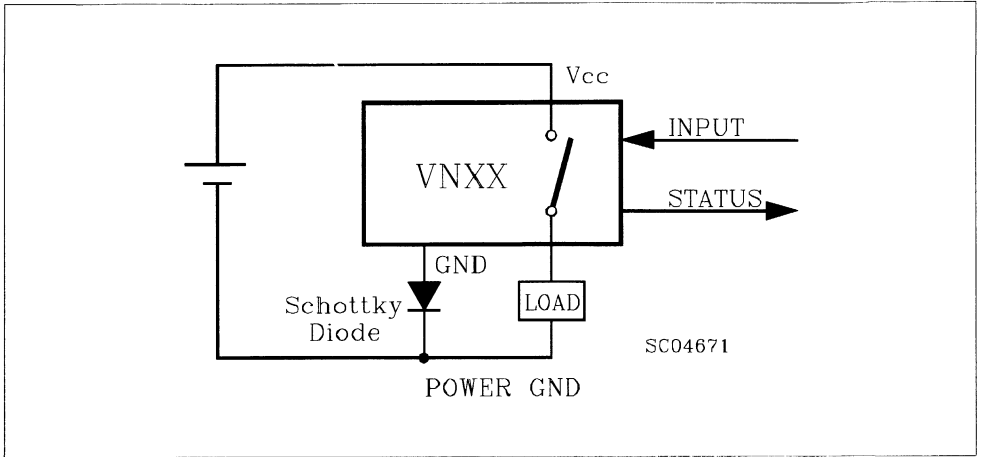 Vcc
INPUT
VNXX
STATUS
GND
Schottky
Diode
LOAD
SC04671
POWER GND